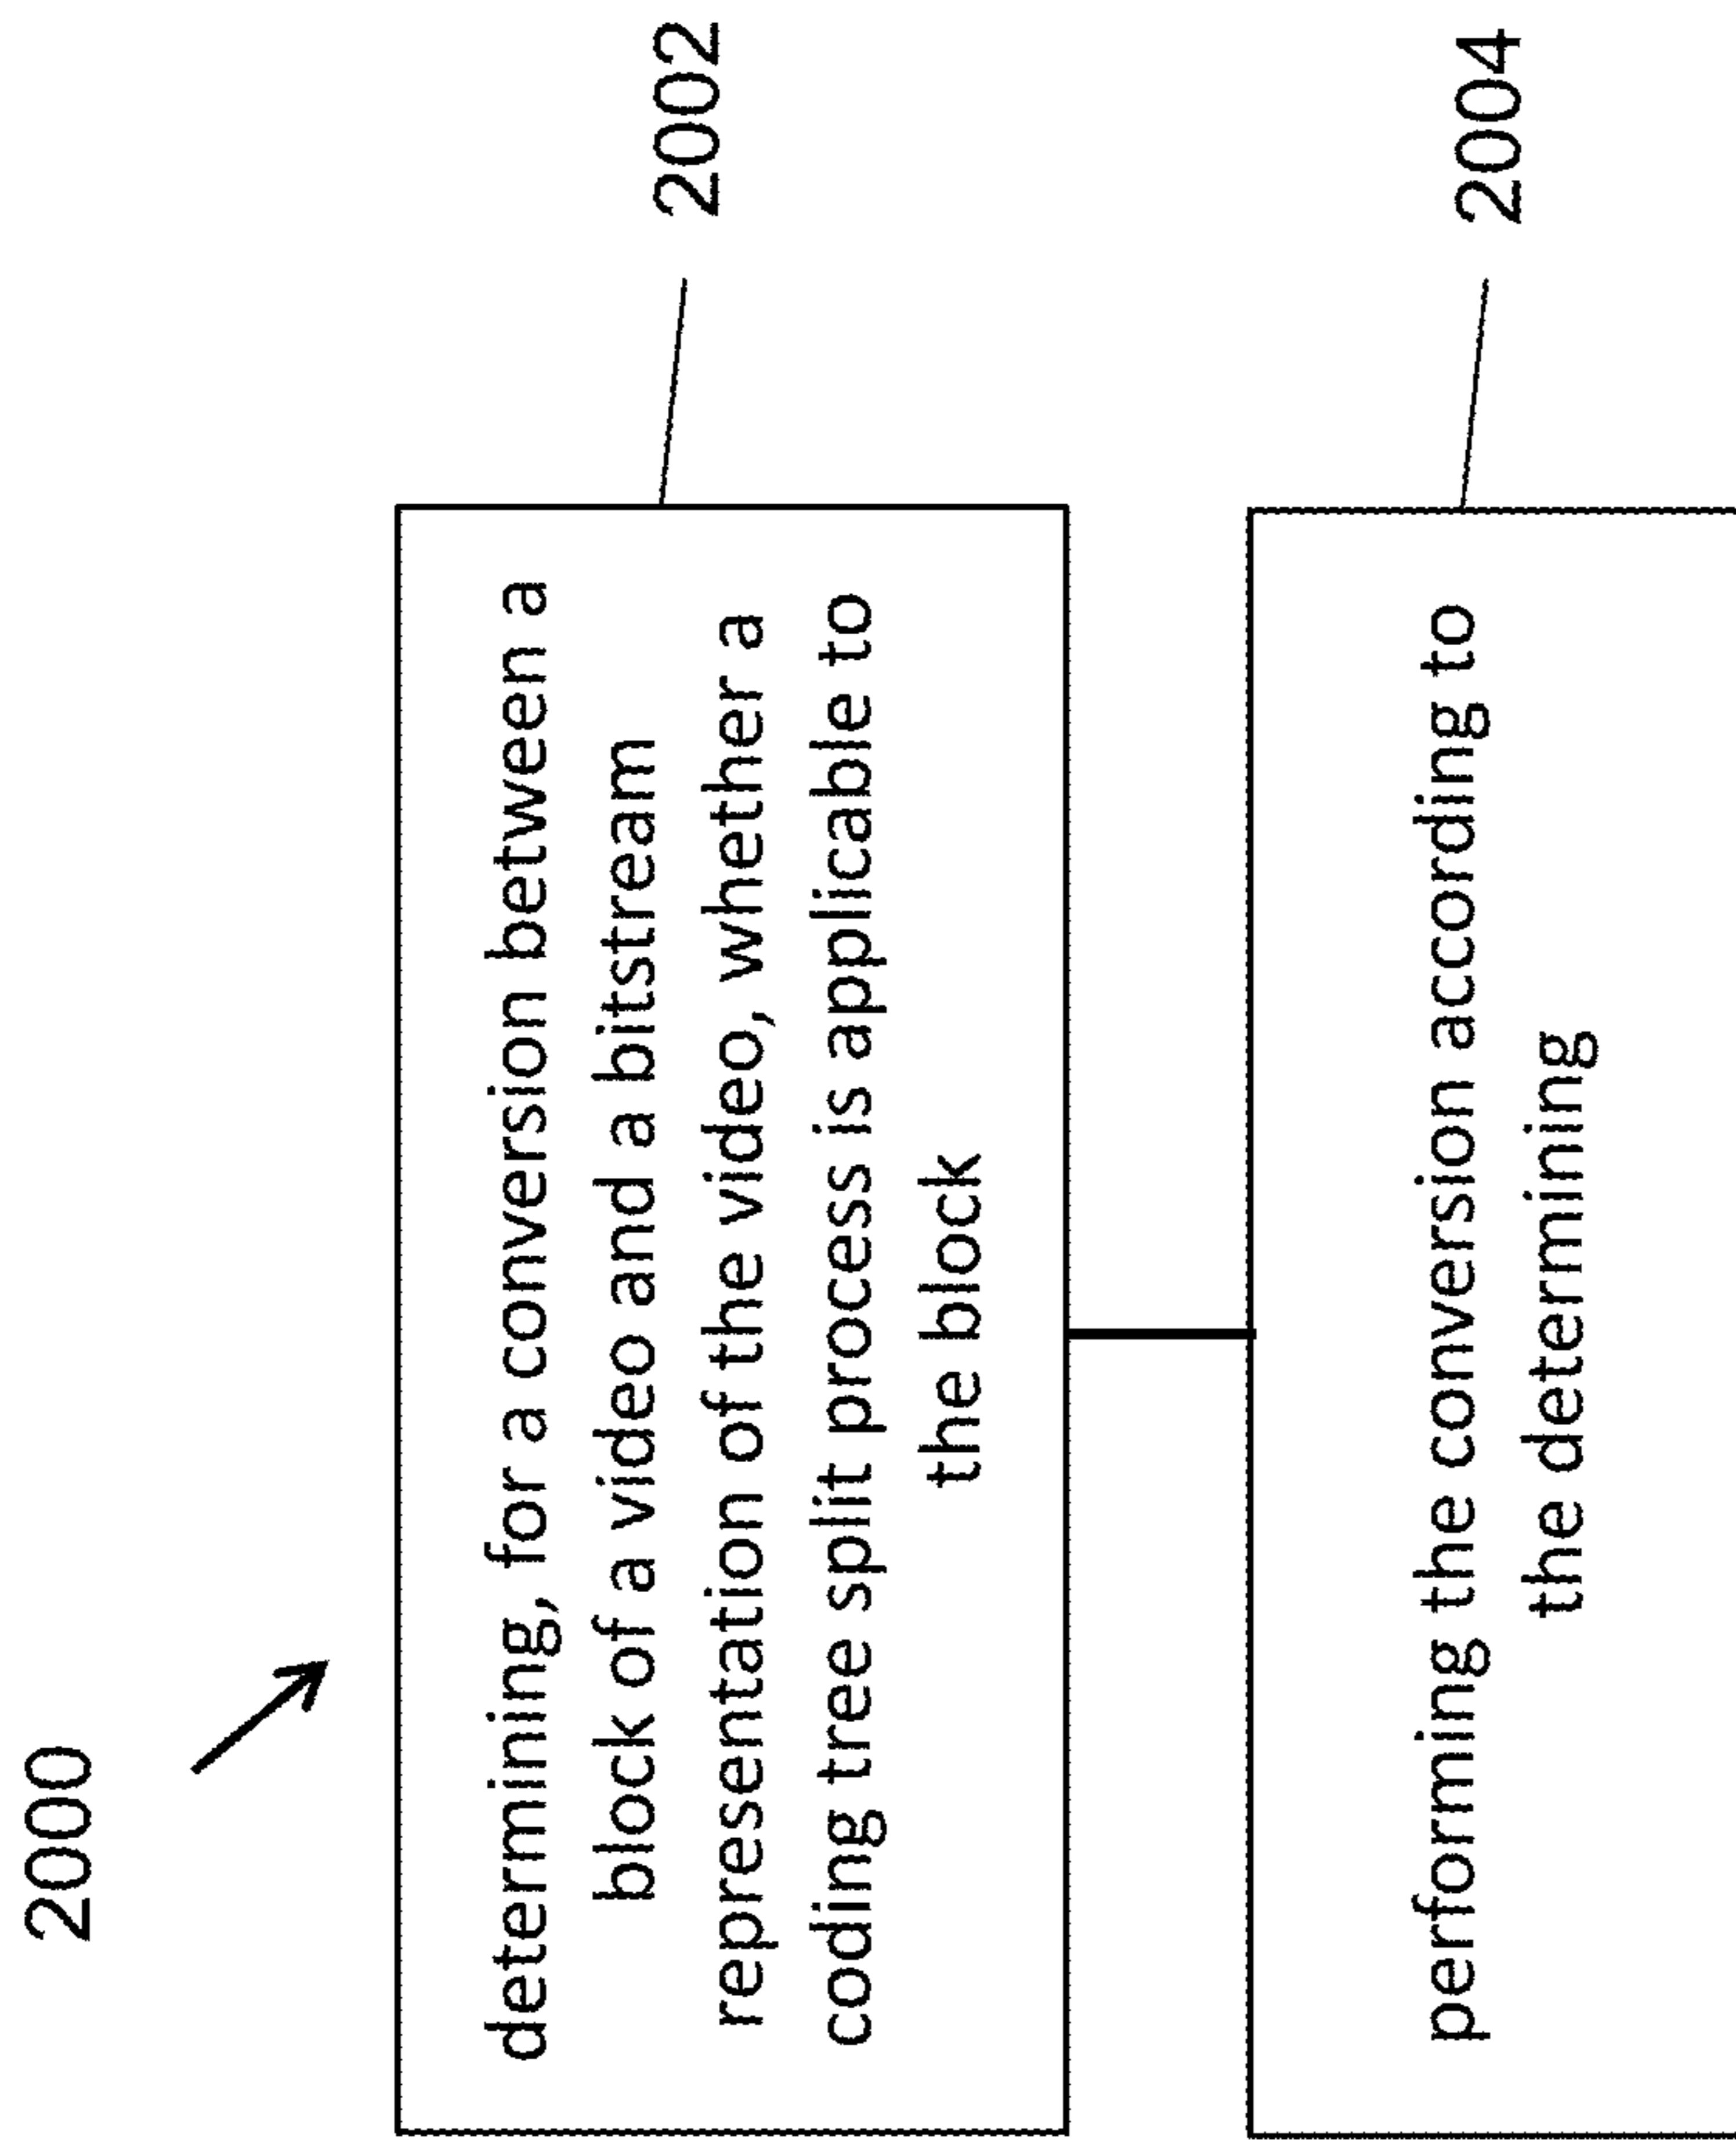 2000
determining, for a conversion between a
block of a video and a bitstream
representation of the video, whether a
coding tree split process is applicable to
the block
2002
performing the conversion according to
the determining
2004